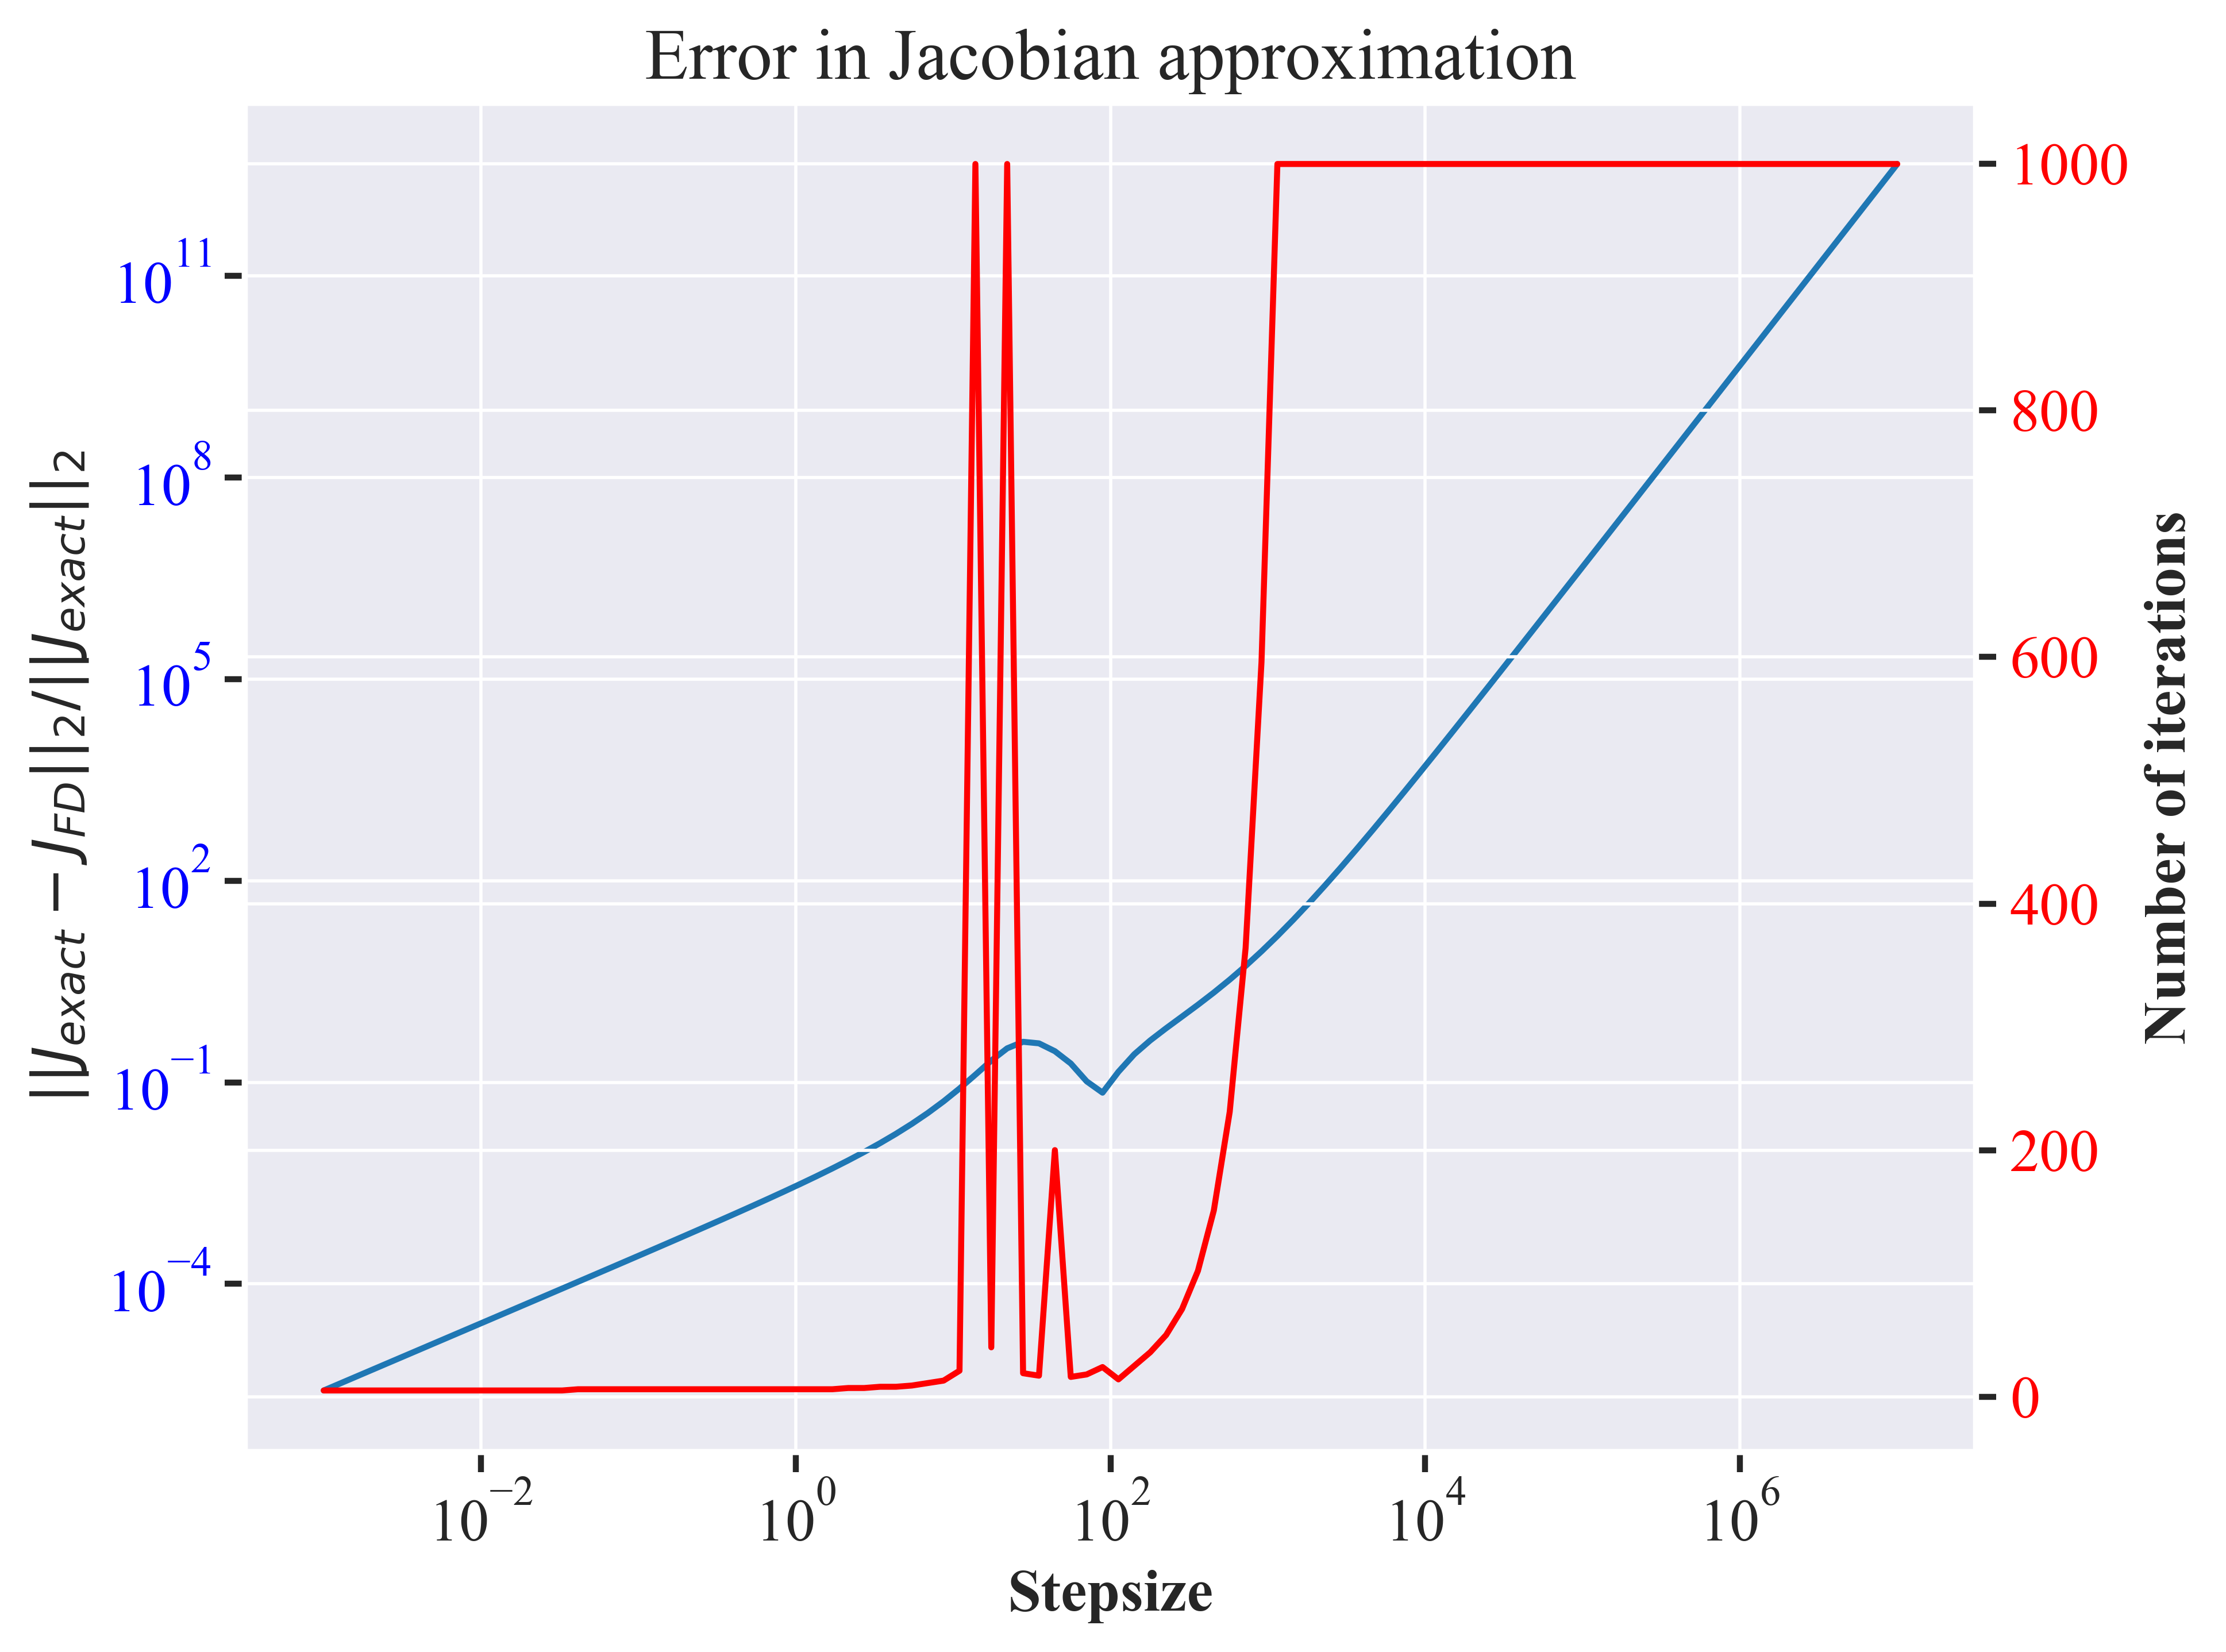 Error in Jacobian approximation
||J_exact − J_FD||_2/||J_exact||_2
10^11
10^8
10^5
10^2
10^−1
10^−4
1000
800
600
400
200
0
Number of iterations
10^−2 10^0 10^2 10^4 10^6
Stepsize